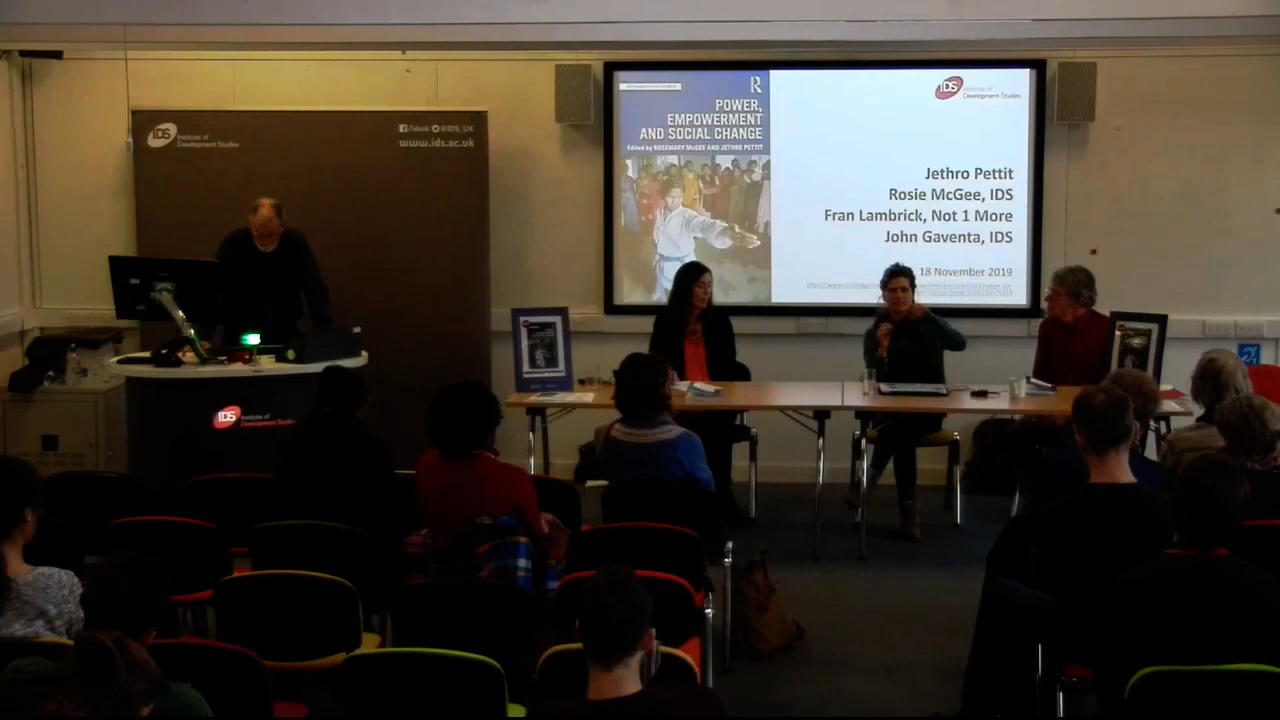 IDS
Institute of
Development Studies
/idsuk @IDS_UK
www.ids.ac.uk
IDS
Institute of
Development Studies
R
POWER,
EMPOWERMENT
AND SOCIAL CHANGE
Edited by ROSEMARY McGEE AND JETHRO PETTIT
IDS
Institute of
Development Studies
Jethro Pettit
Rosie McGee, IDS
Fran Lambrick, Not 1 More
John Gaventa, IDS
18 November 2019